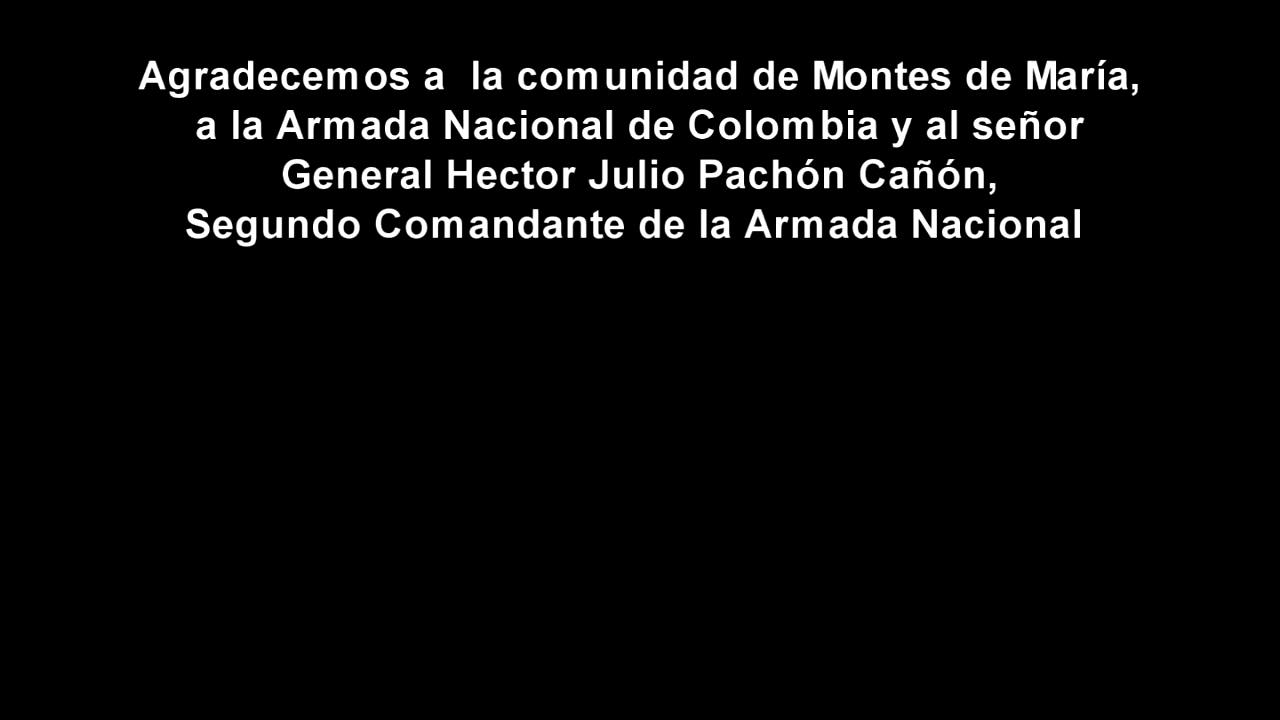 Agradecemos a la comunidad de Montes de María,
a la Armada Nacional de Colombia y al señor
General Hector Julio Pachón Cañón,
Segundo Comandante de la Armada Nacional